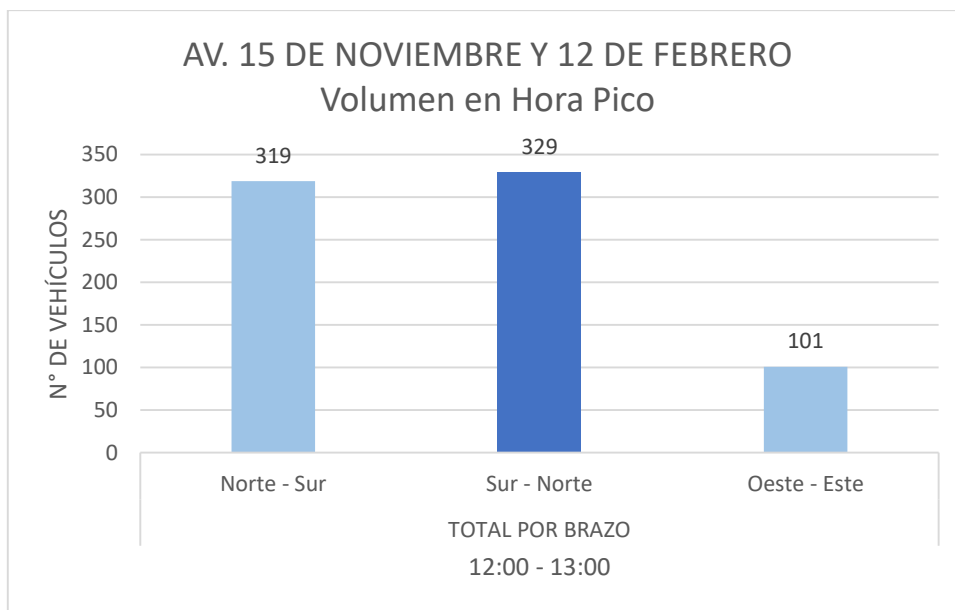 AV. 15 DE NOVIEMBRE Y 12 DE FEBRERO
Volumen en Hora Pico
N° DE VEHÍCULOS
350
300
250
200
150
100
50
0
319
329
101
Norte - Sur
Sur - Norte
Oeste - Este
TOTAL POR BRAZO
12:00 - 13:00